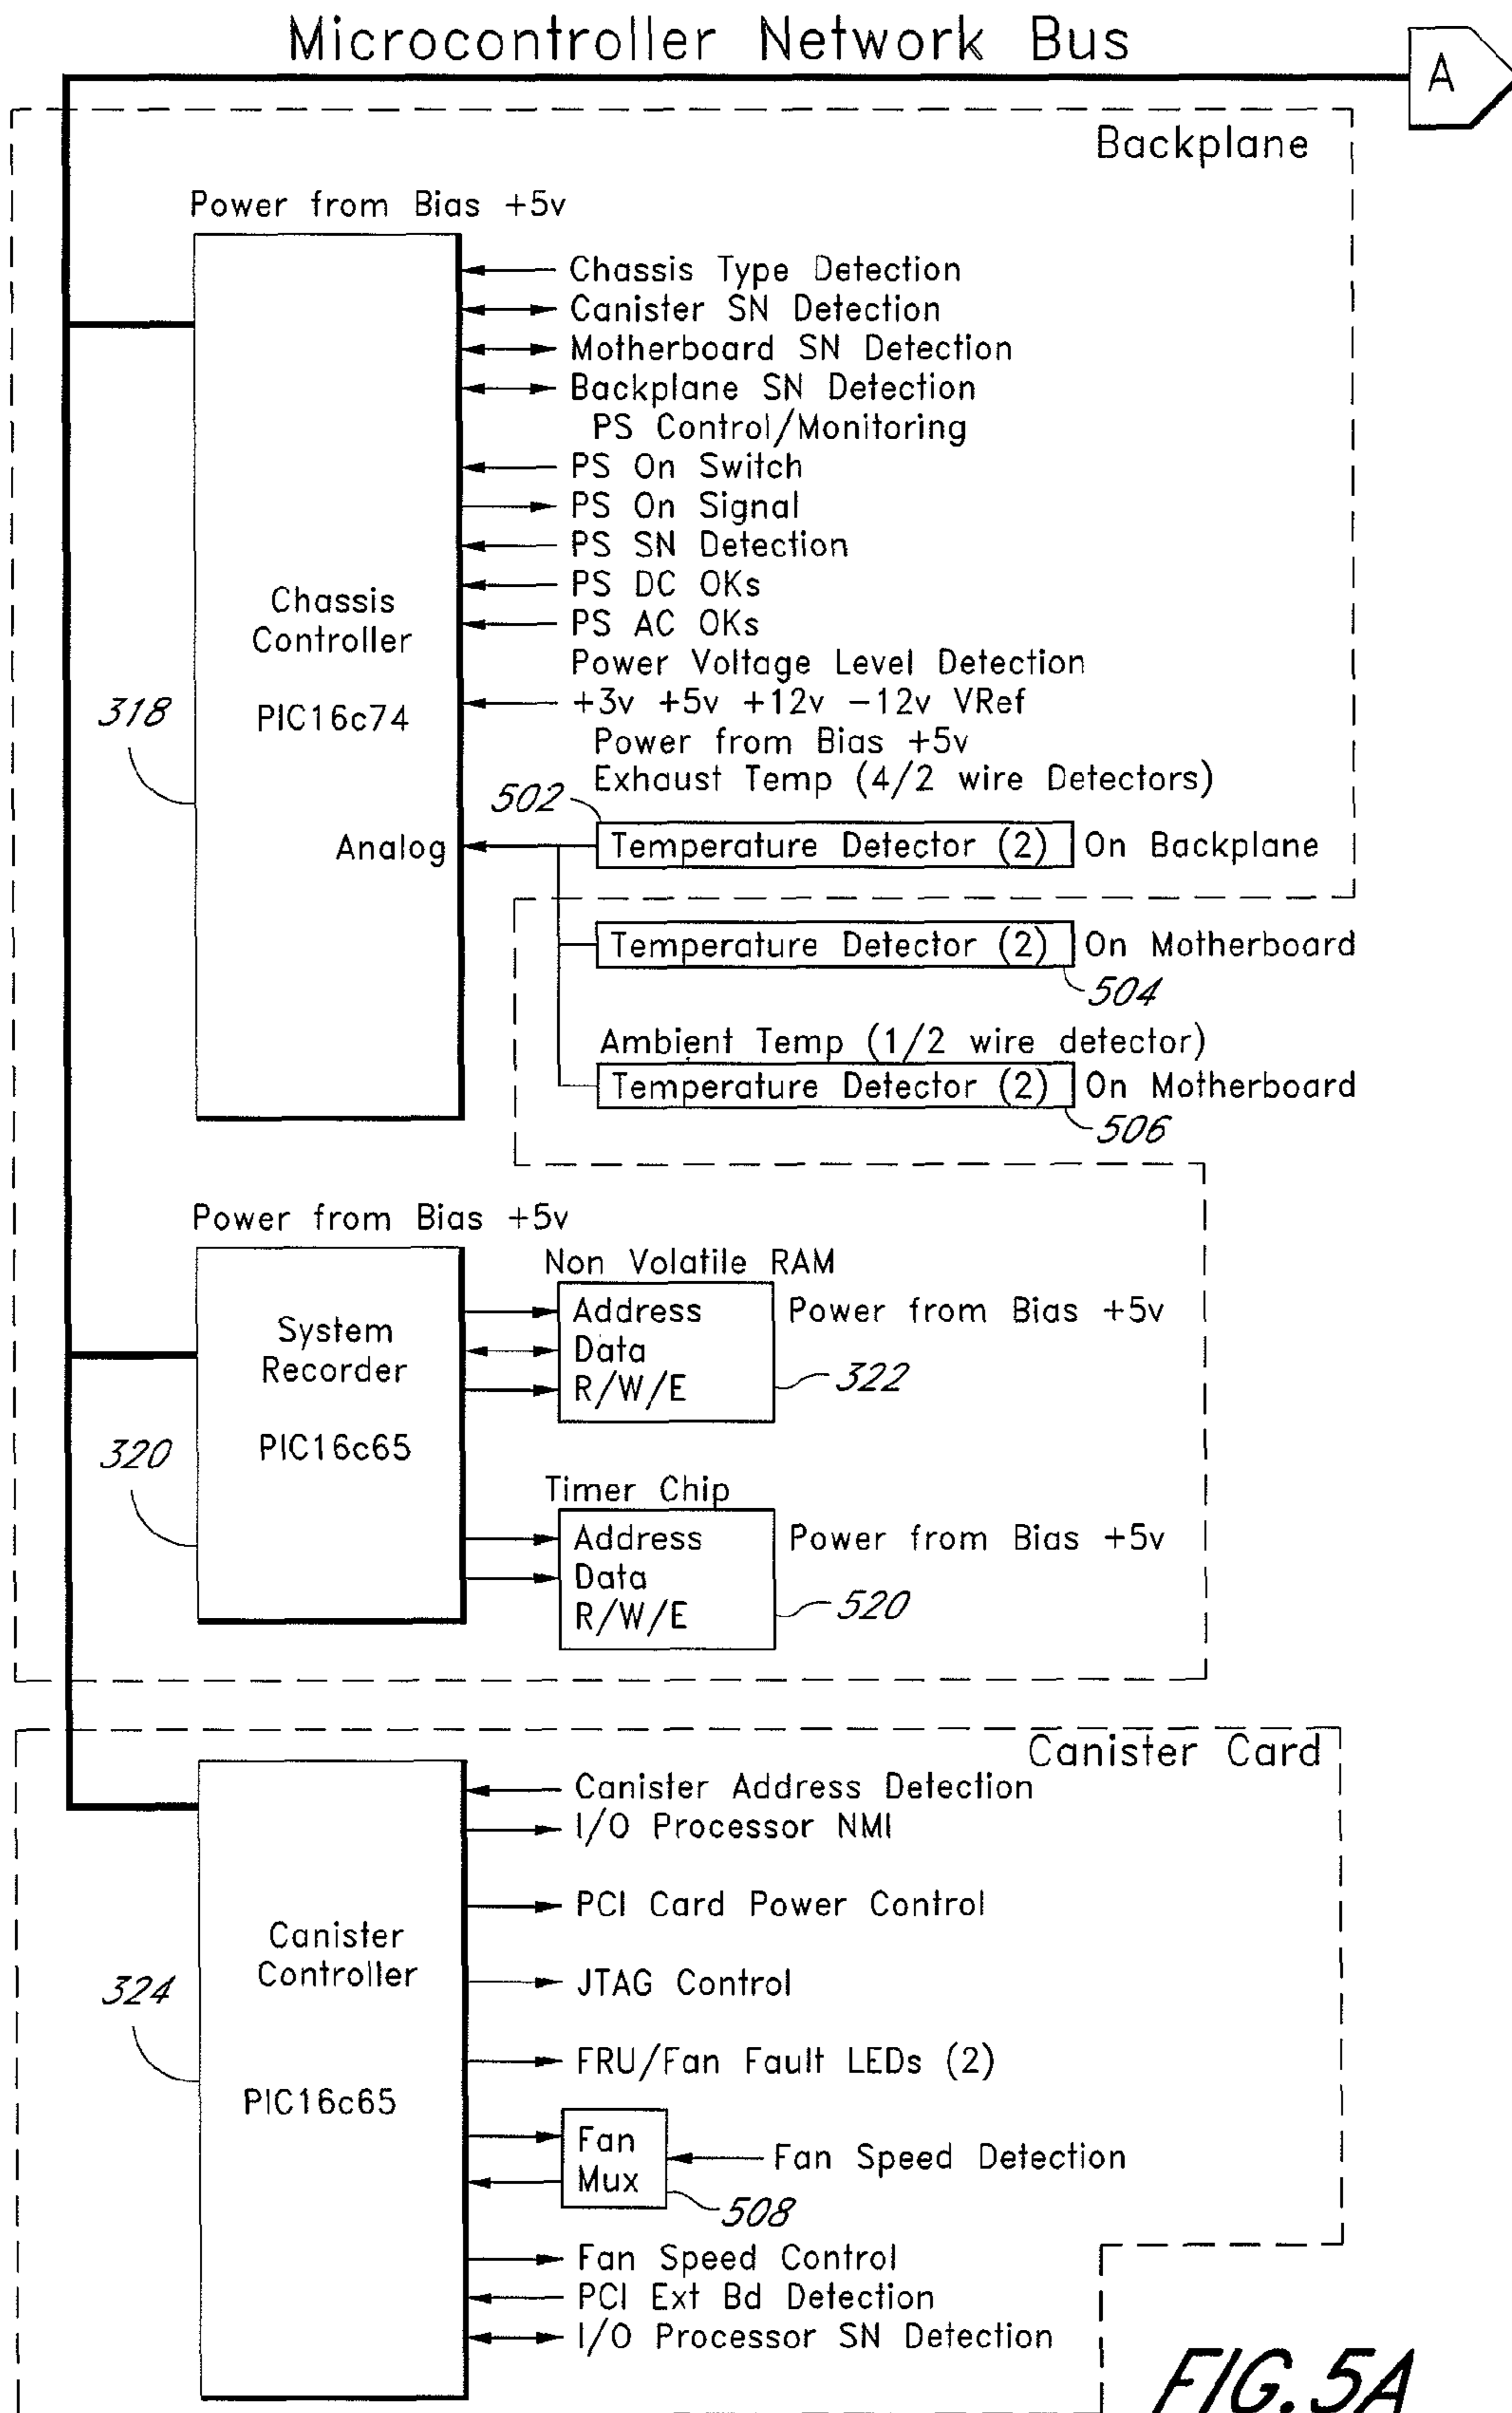 Microcontroller Network Bus
A
Backplane
Power from Bias +5v
Chassis Type Detection
Canister SN Detection
Motherboard SN Detection
Backplane SN Detection
PS Control/Monitoring
PS On Switch
PS On Signal
PS SN Detection
PS DC OKs
PS AC OKs
Power Voltage Level Detection
+3v +5v +12v -12v VRef
Power from Bias +5v
Exhaust Temp (4/2 wire Detectors)
Chassis
Controller
PIC16c74
318
Analog
502
Temperature Detector (2) On Backplane
Temperature Detector (2) On Motherboard
504
Ambient Temp (1/2 wire detector)
Temperature Detector (2) On Motherboard
506
Power from Bias +5v
System
Recorder
PIC16c65
320
Non Volatile RAM
Address
Data
R/W/E
Power from Bias +5v
322
Timer Chip
Address
Data
R/W/E
Power from Bias +5v
520
Canister Card
Canister
Controller
PIC16c65
324
Canister Address Detection
I/O Processor NMI
PCI Card Power Control
JTAG Control
FRU/Fan Fault LEDs (2)
Fan
Mux
Fan Speed Detection
508
Fan Speed Control
PCI Ext Bd Detection
I/O Processor SN Detection
FIG. 5A